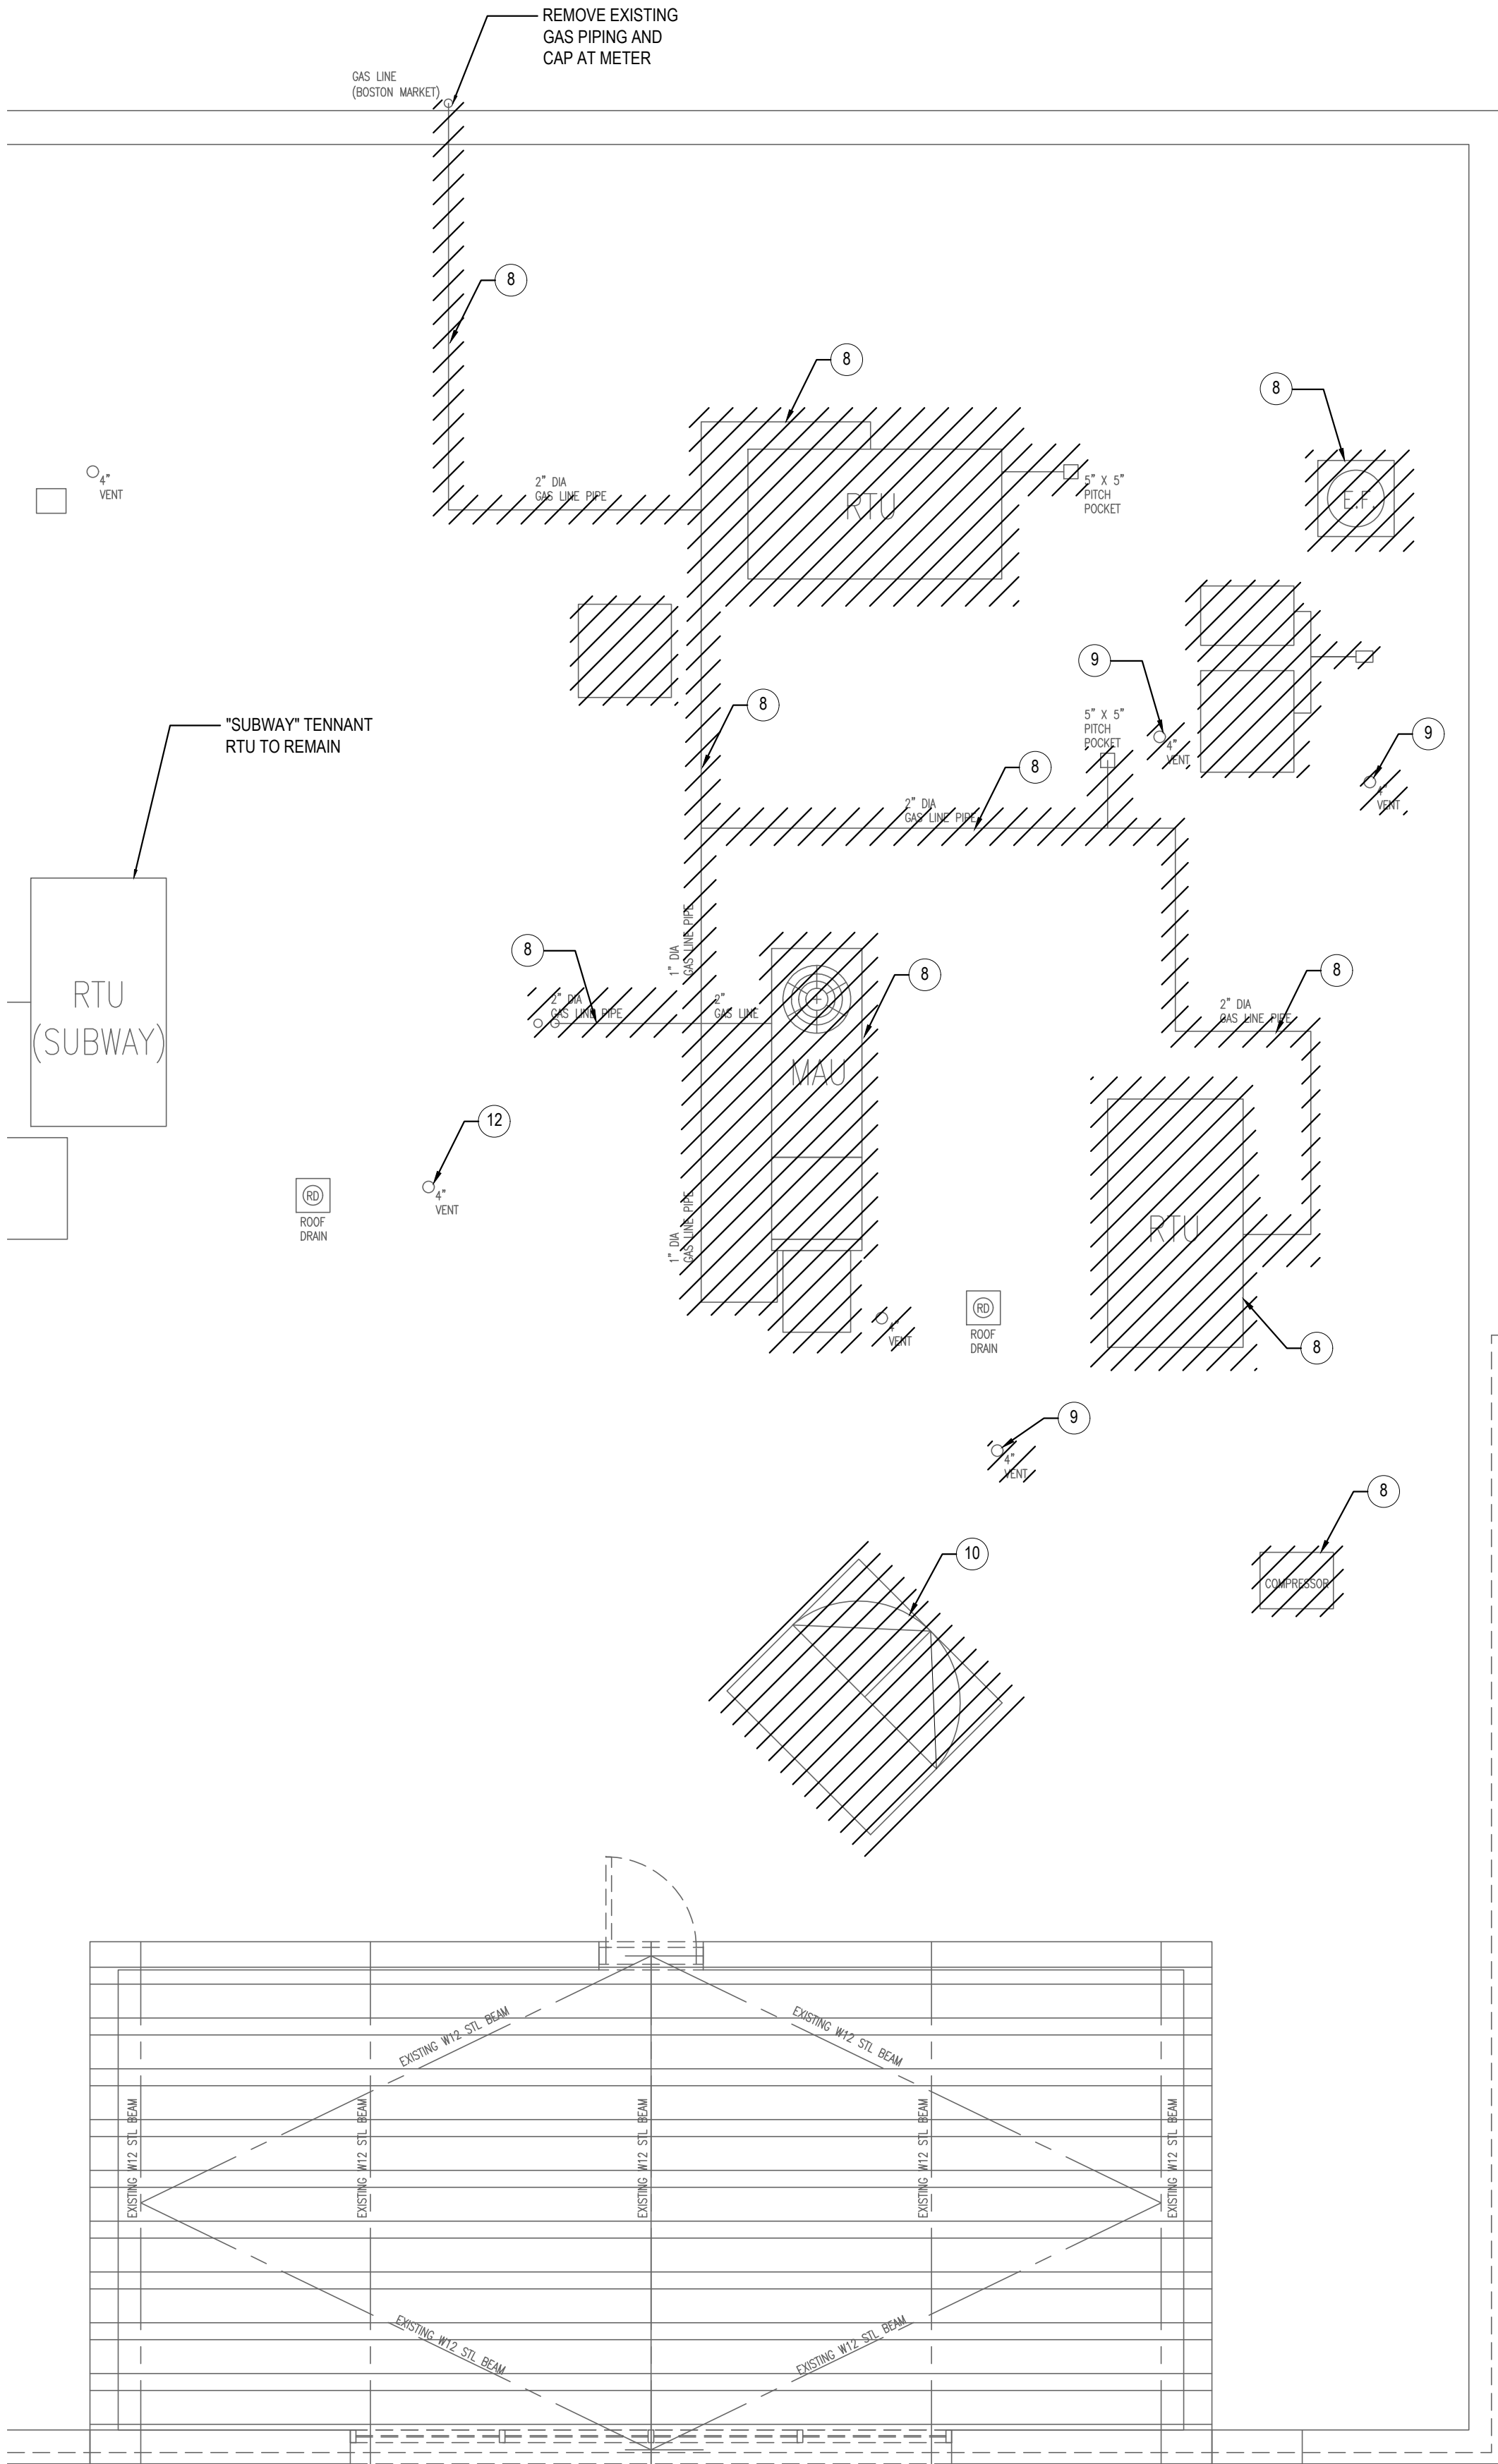 REMOVE EXISTING
GAS PIPING AND
CAP AT METER
GAS LINE
(BOSTON MARKET)
8
8
8
4"
VENT
2" DIA
GAS LINE PIPE
RTU
5" X 5"
PITCH
POCKET
E.F.
9
8
"SUBWAY" TENNANT
RTU TO REMAIN
5" X 5"
PITCH
POCKET
4"
VENT
9
8
4"
VENT
2" DIA
GAS LINE PIPE
1" DIA
GAS LINE PIPE
8
8
8
RTU
(SUBWAY)
2" DIA
GAS LINE PIPE
2"
GAS LINE
2" DIA
GAS LINE PIPE
MAU
12
4"
VENT
RD
ROOF
DRAIN
1" DIA
GAS LINE PIPE
RTU
4"
VENT
RD
ROOF
DRAIN
8
9
4"
VENT
8
10
COMPRESSOR
EXISTING W12 STL BEAM
EXISTING W12 STL BEAM
EXISTING W12 STL BEAM
EXISTING W12 STL BEAM
EXISTING W12 STL BEAM
EXISTING W12 STL BEAM
EXISTING W12 STL BEAM
EXISTING W12 STL BEAM
EXISTING W12 STL BEAM